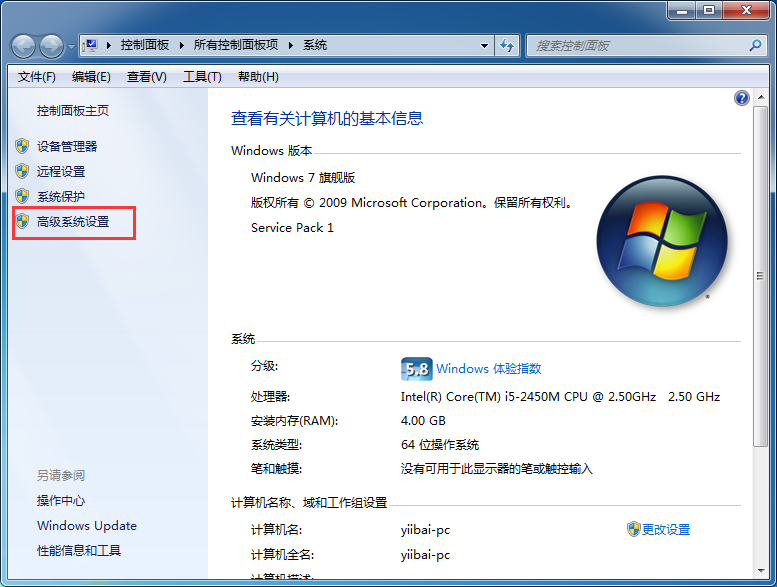 控制面板 ▸ 所有控制面板项 ▸ 系统
搜索控制面板
文件(F) 编辑(E) 查看(V) 工具(T) 帮助(H)
控制面板主页
设备管理器
远程设置
系统保护
高级系统设置
另请参阅
操作中心
Windows Update
性能信息和工具
查看有关计算机的基本信息
Windows 版本
Windows 7 旗舰版
版权所有 © 2009 Microsoft Corporation。保留所有权利。
Service Pack 1
系统
分级: 5.8 Windows 体验指数
处理器: Intel(R) Core(TM) i5-2450M CPU @ 2.50GHz 2.50 GHz
安装内存(RAM): 4.00 GB
系统类型: 64 位操作系统
笔和触摸: 没有可用于此显示器的笔或触控输入
计算机名称、域和工作组设置
计算机名: yiibai-pc 更改设置
计算机全名: yiibai-pc
计算机描述: